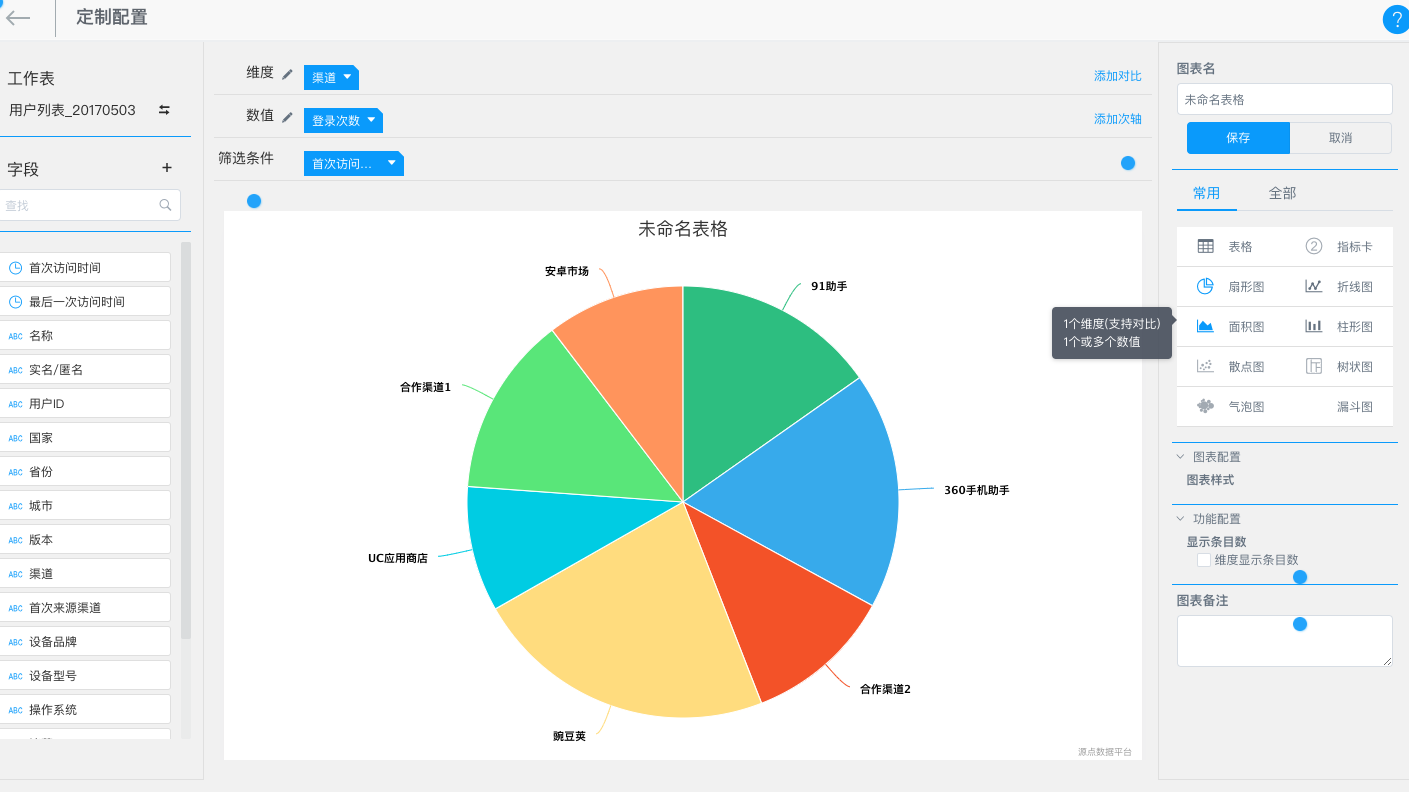 定制配置
?
工作表
用户列表_20170503
字段
查找
首次访问时间
最后一次访问时间
ABC 名称
ABC 实名/匿名
ABC 用户ID
ABC 国家
ABC 省份
ABC 城市
ABC 版本
ABC 渠道
ABC 首次来源渠道
ABC 设备品牌
ABC 设备型号
ABC 操作系统
维度 渠道 添加对比
数值 登录次数 添加次轴
筛选条件 首次访问...
未命名表格
安卓市场
91助手
合作渠道1
360手机助手
UC应用商店
合作渠道2
豌豆荚
源点数据平台
图表名
未命名表格
保存 取消
常用 全部
表格 2 指标卡
扇形图 折线图
面积图 柱形图
散点图 树状图
气泡图 漏斗图
1个维度(支持对比)
1个或多个数值
图表配置
图表样式
功能配置
显示条目数
维度显示条目数
图表备注